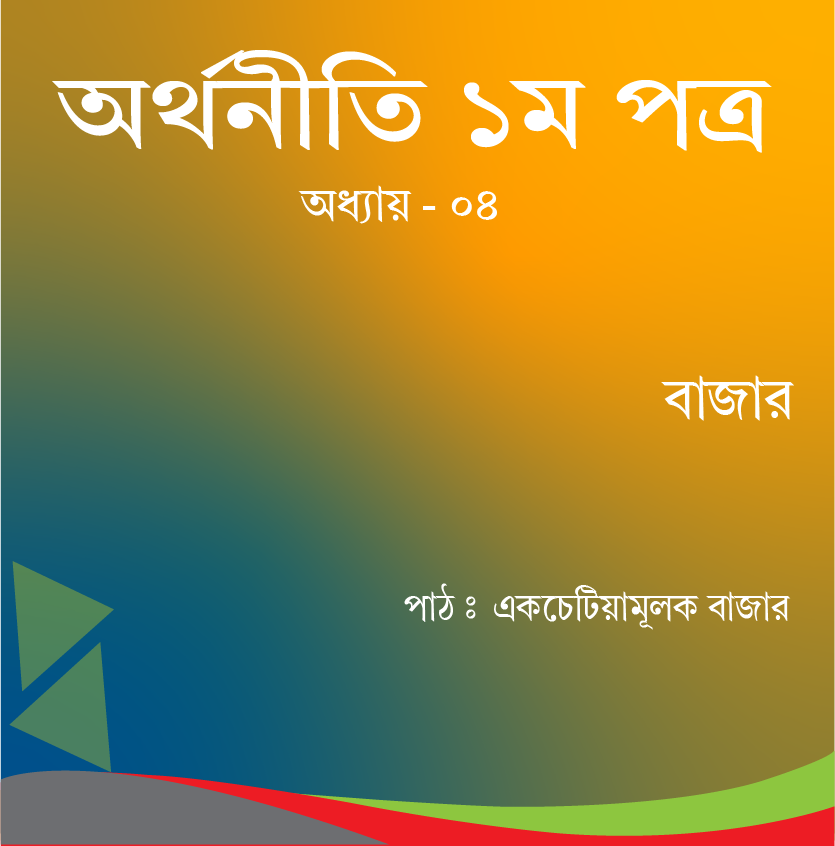 অর্থনীতি ১ম পত্র
অধ্যায় - ০৪
বাজার
পাঠ ঃ একচেটিয়ামূলক বাজার